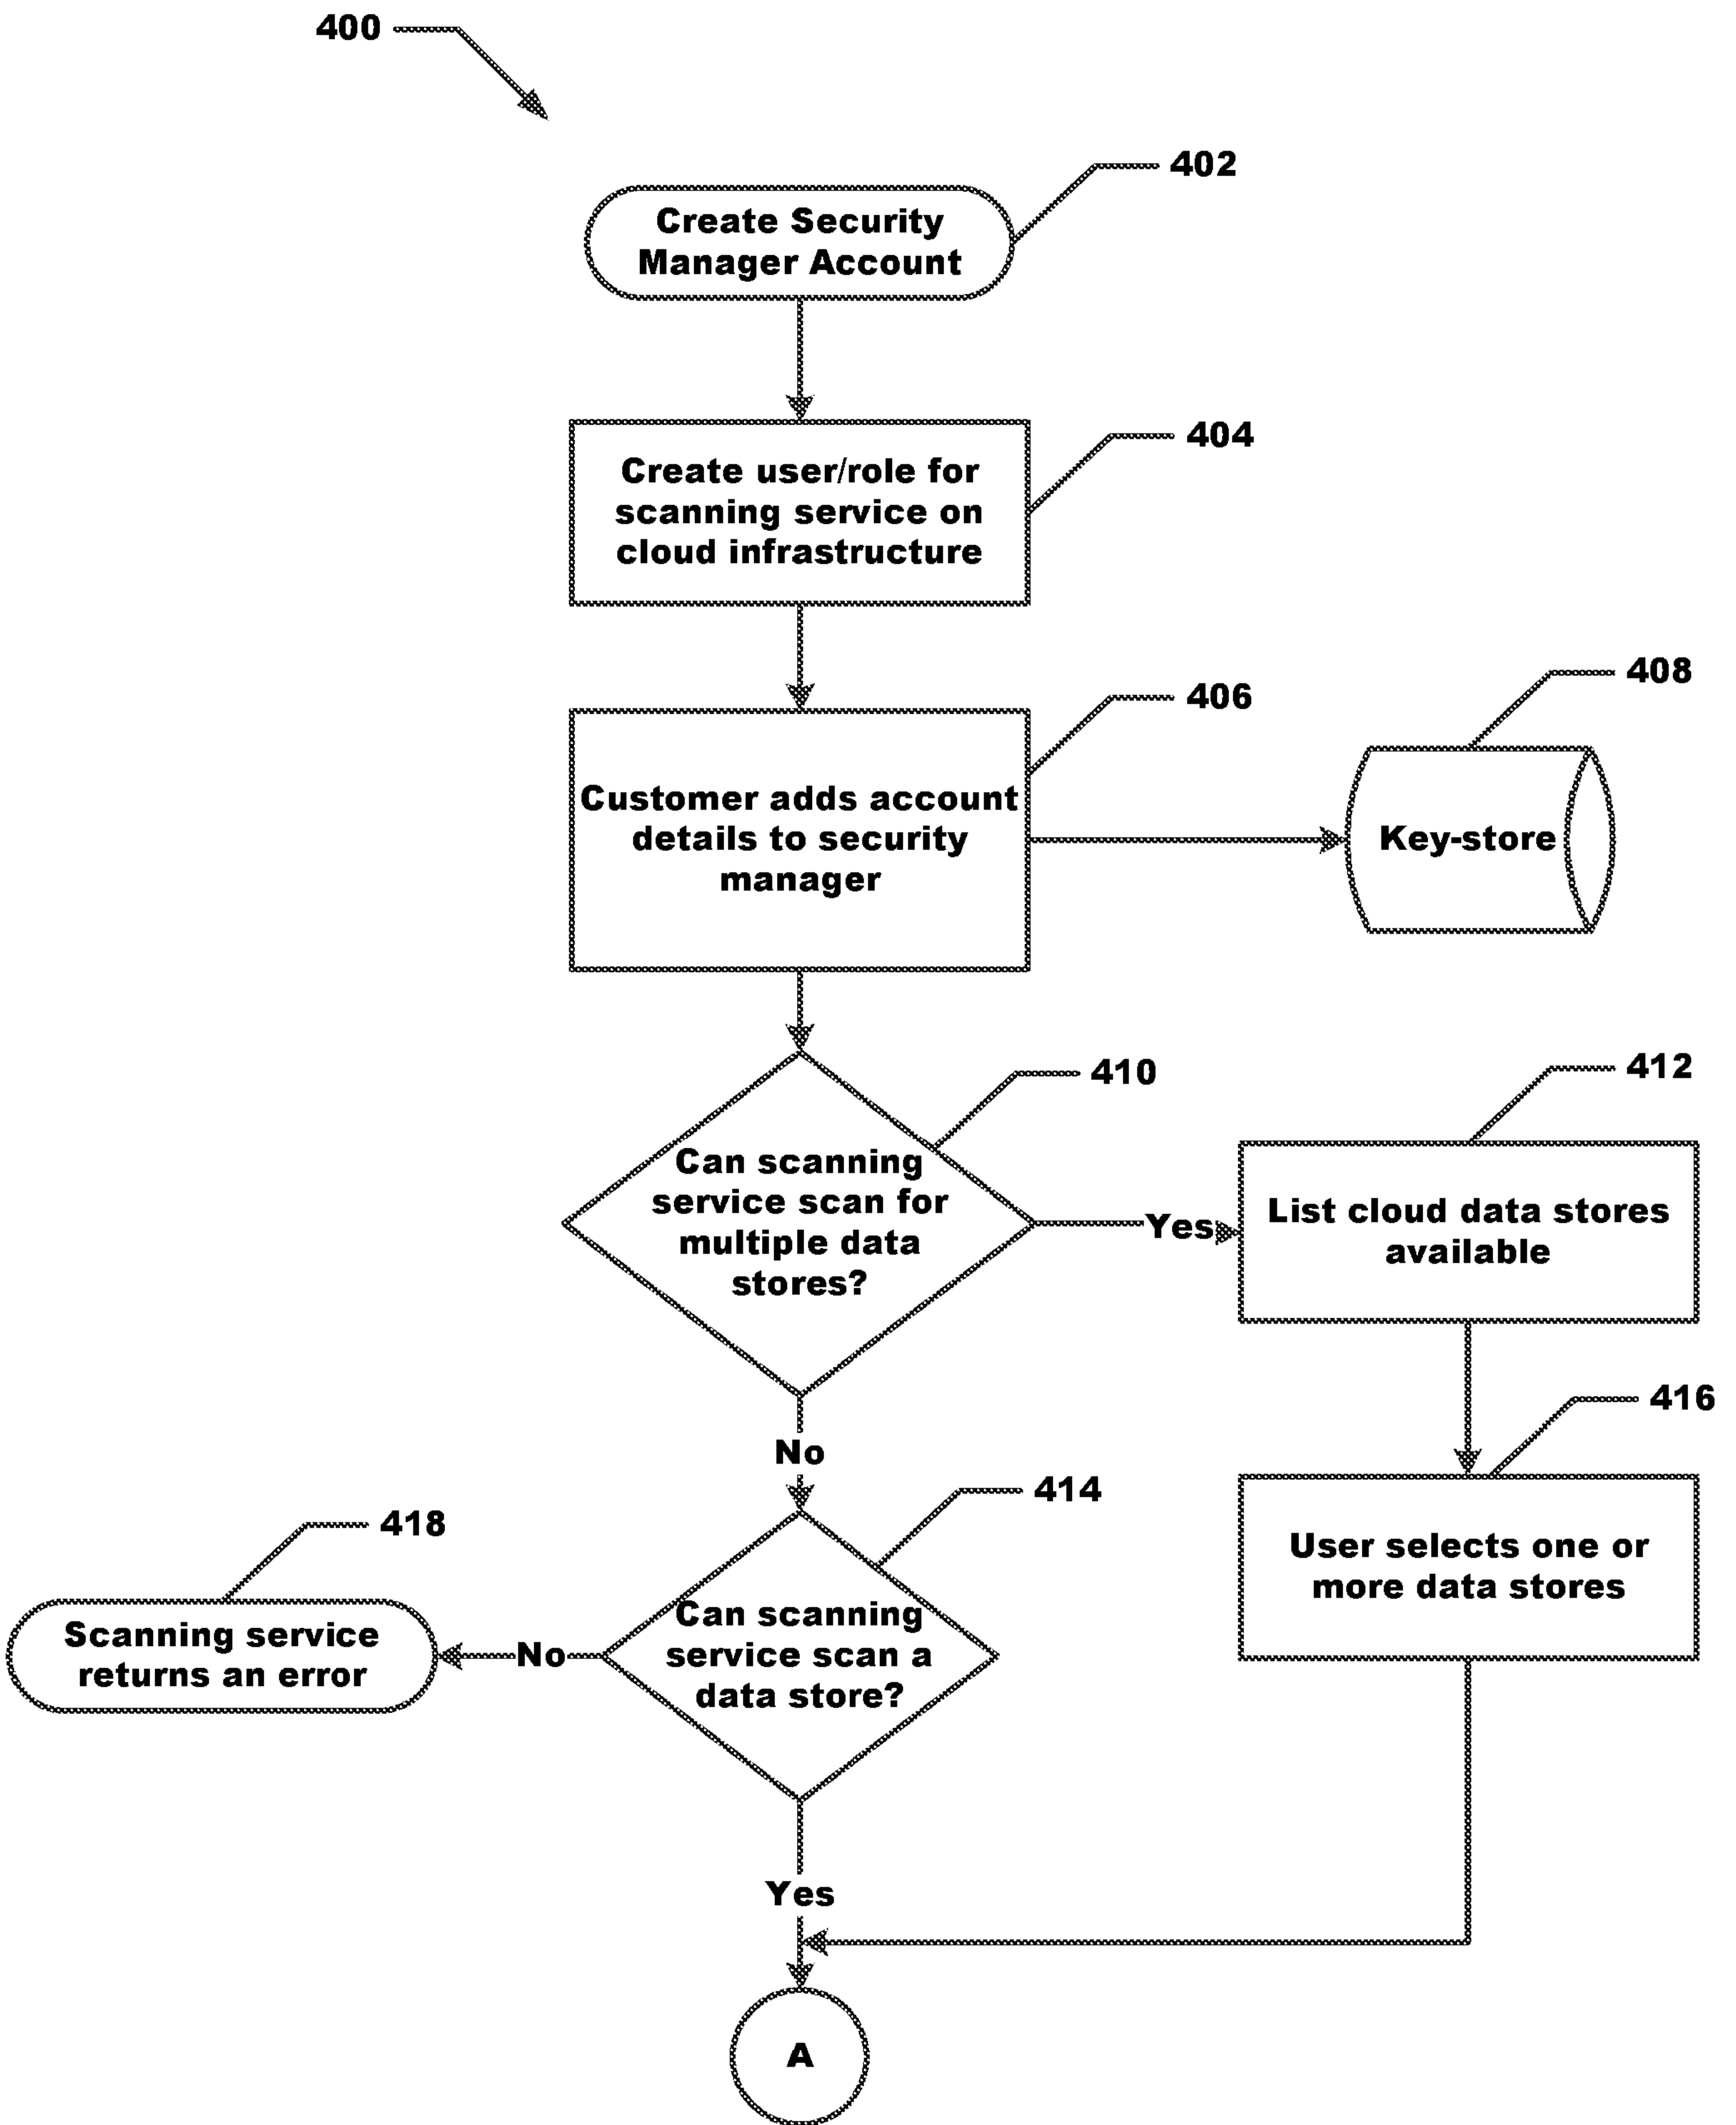 400
402
Create Security
Manager Account
404
Create user/role for
scanning service on
cloud infrastructure
406
408
Customer adds account
details to security
manager
Key-store
410
412
Can scanning
service scan for
multiple data
stores?
Yes
List cloud data stores
available
No
414
416
418
User selects one or
more data stores
Scanning service
returns an error
No
Can scanning
service scan a
data store?
Yes
A